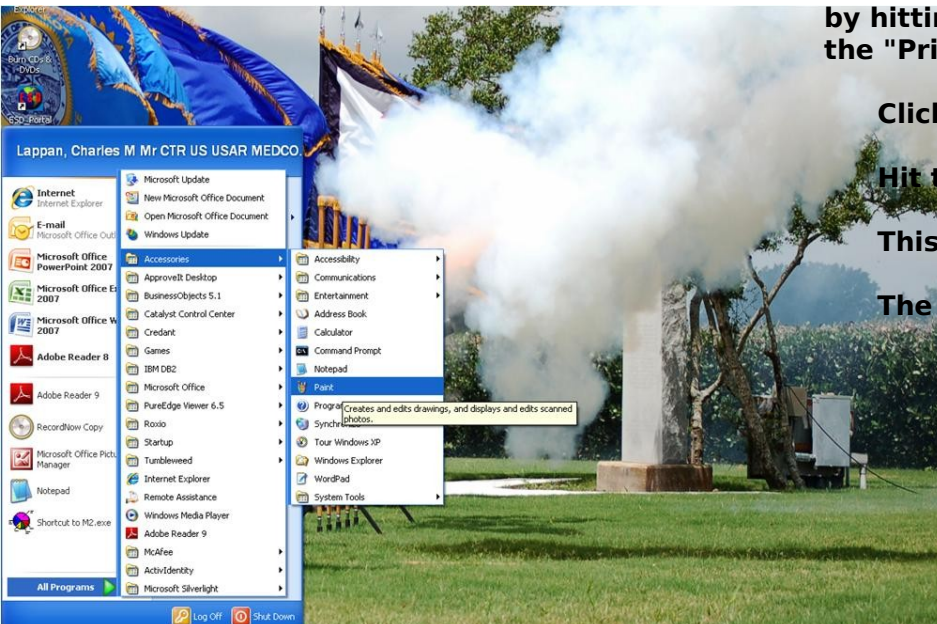 Explorer
Burn CDs &
DVDs
Lappan, Charles M Mr CTR US USAR MEDCO
Internet
Internet Explorer
E-mail
Microsoft Office Outl
Microsoft Office
PowerPoint 2007
Microsoft Office E
2007
Microsoft Office W
2007
Adobe Reader 8
Adobe Reader 9
RecordNow Copy
Microsoft Office Pictu
Manager
Notepad
Shortcut to M2.exe
All Programs
Log Off
Shut Down
Microsoft Update
New Microsoft Office Document
Open Microsoft Office Document
Windows Update
Accessories
ApproveIt Desktop
BusinessObjects 5.1
Catalyst Control Center
Credant
Games
IBM DB2
Microsoft Office
PureEdge Viewer 6.5
Roxio
Startup
Tumbleweed
Internet Explorer
Remote Assistance
Windows Media Player
Adobe Reader 9
McAfee
ActivIdentity
Microsoft Silverlight
Accessibility
Communications
Entertainment
Address Book
Calculator
Command Prompt
Notepad
Paint
Program
Creates and edits drawings, and displays and edits scanned
photos.
Synchro
Tour Windows XP
Windows Explorer
WordPad
System Tools
by hittin
the "Pri
Click
Hit t
This
The